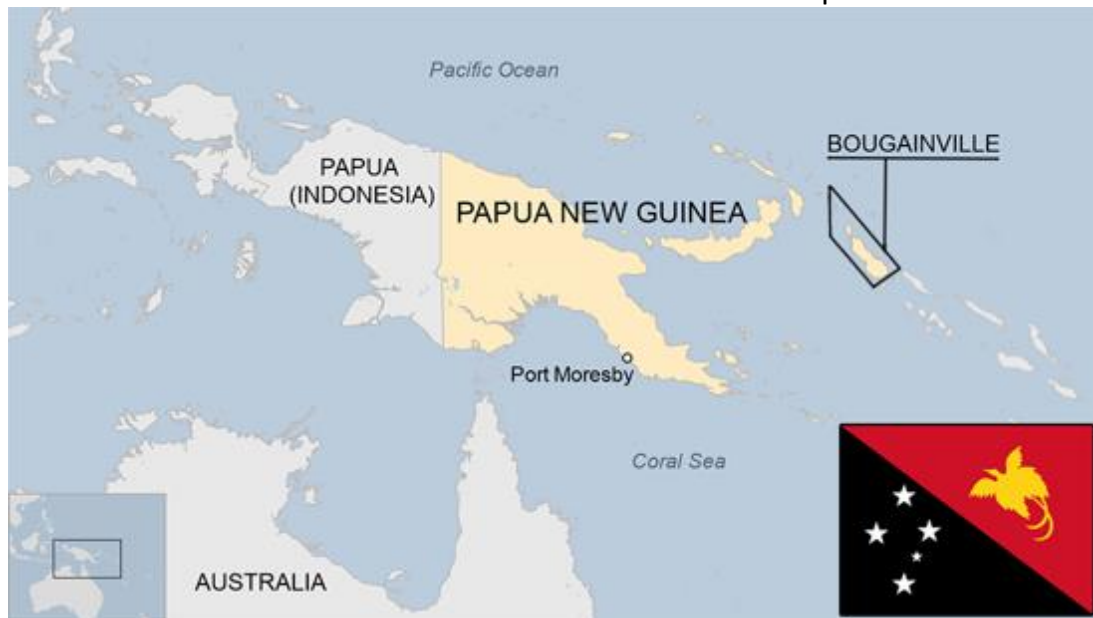 Pacific Ocean
BOUGAINVILLE
PAPUA
(INDONESIA)
PAPUA NEW GUINEA
Port Moresby
Coral Sea
AUSTRALIA